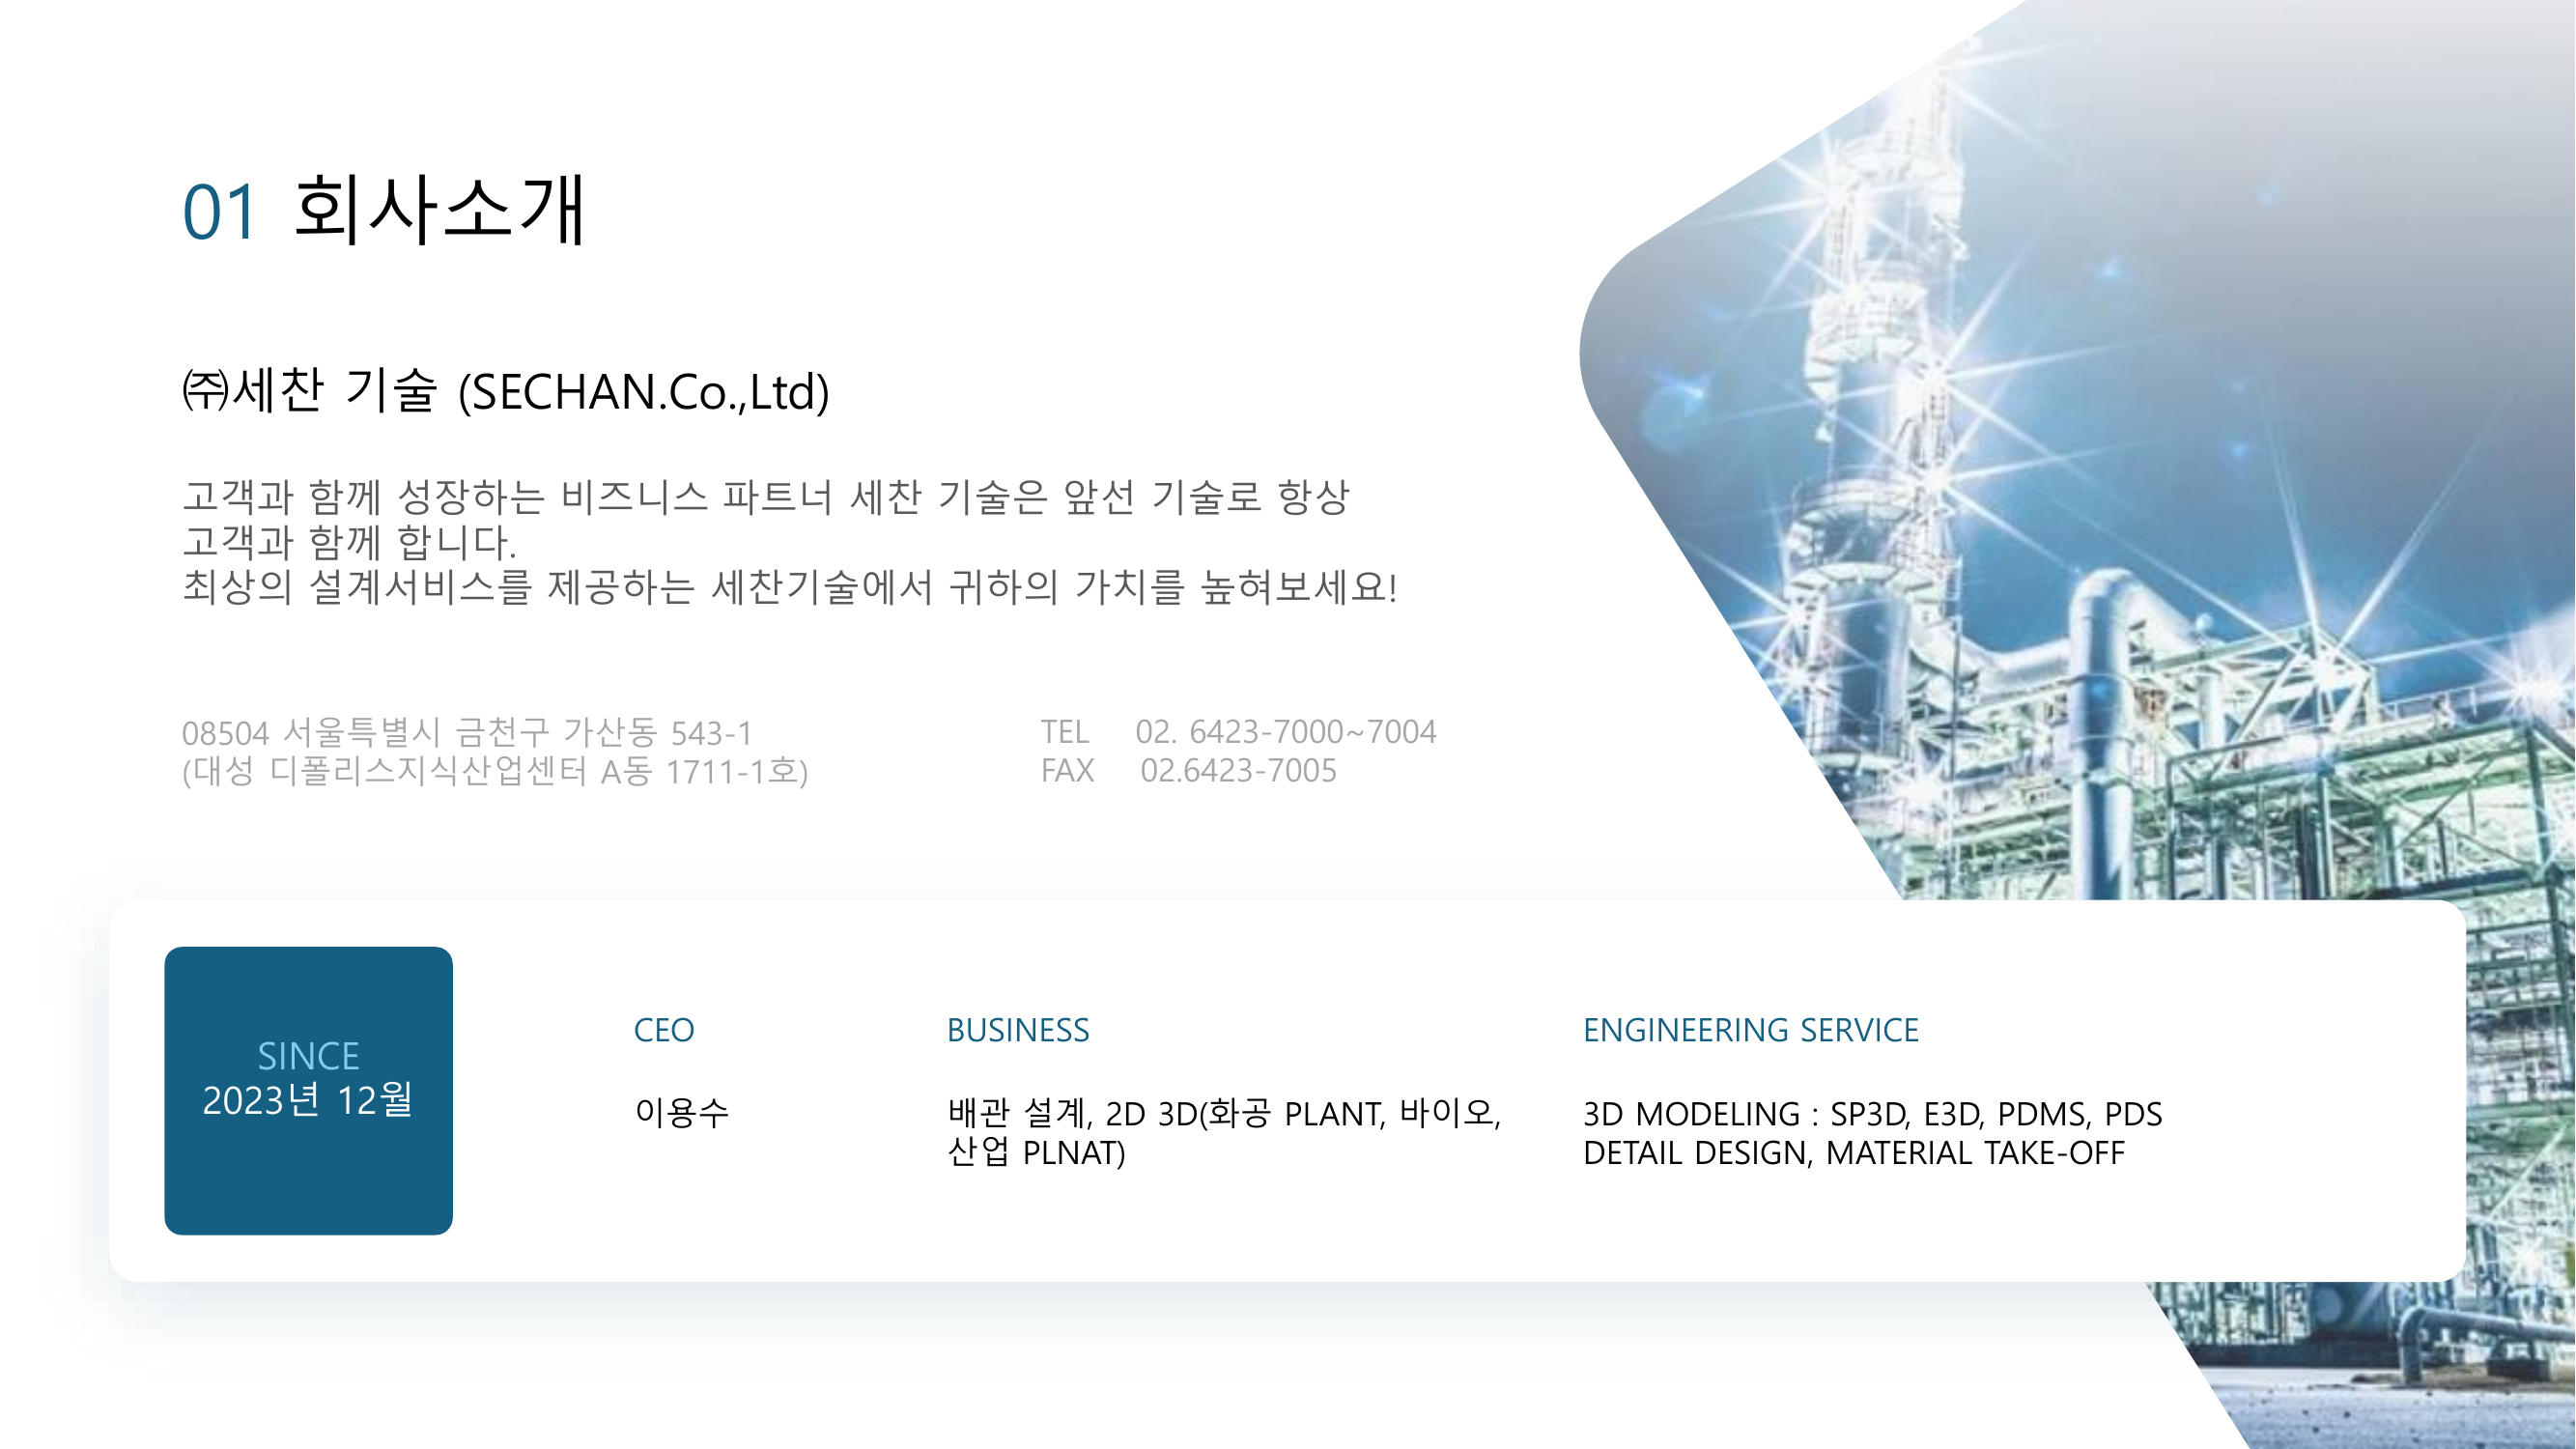 01 회사소개
㈜세찬 기술 (SECHAN.Co.,Ltd)
고객과 함께 성장하는 비즈니스 파트너 세찬 기술은 앞선 기술로 항상
고객과 함께 합니다.
최상의 설계서비스를 제공하는 세찬기술에서 귀하의 가치를 높혀보세요!
08504 서울특별시 금천구 가산동 543-1
(대성 디폴리스지식산업센터 A동 1711-1호)
TEL 02. 6423-7000~7004
FAX 02.6423-7005
SINCE
2023년 12월
CEO
이용수
BUSINESS
배관 설계, 2D 3D(화공 PLANT, 바이오,
산업 PLNAT)
ENGINEERING SERVICE
3D MODELING : SP3D, E3D, PDMS, PDS
DETAIL DESIGN, MATERIAL TAKE-OFF